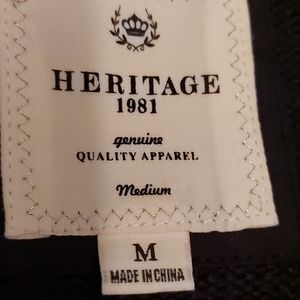 HERITAGE
1981
genuine
QUALITY APPAREL
Medium
M
MADE IN CHINA